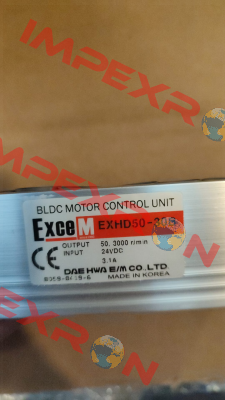 IMPEXRON
BLDC MOTOR CONTROL UNIT
ExceM EXHD50-
OUTPUT 50, 3000 r/min
INPUT 24VDC
3.1A
DAE HWA E/M CO. LTD.
MADE IN KOREA
IMPEXRON